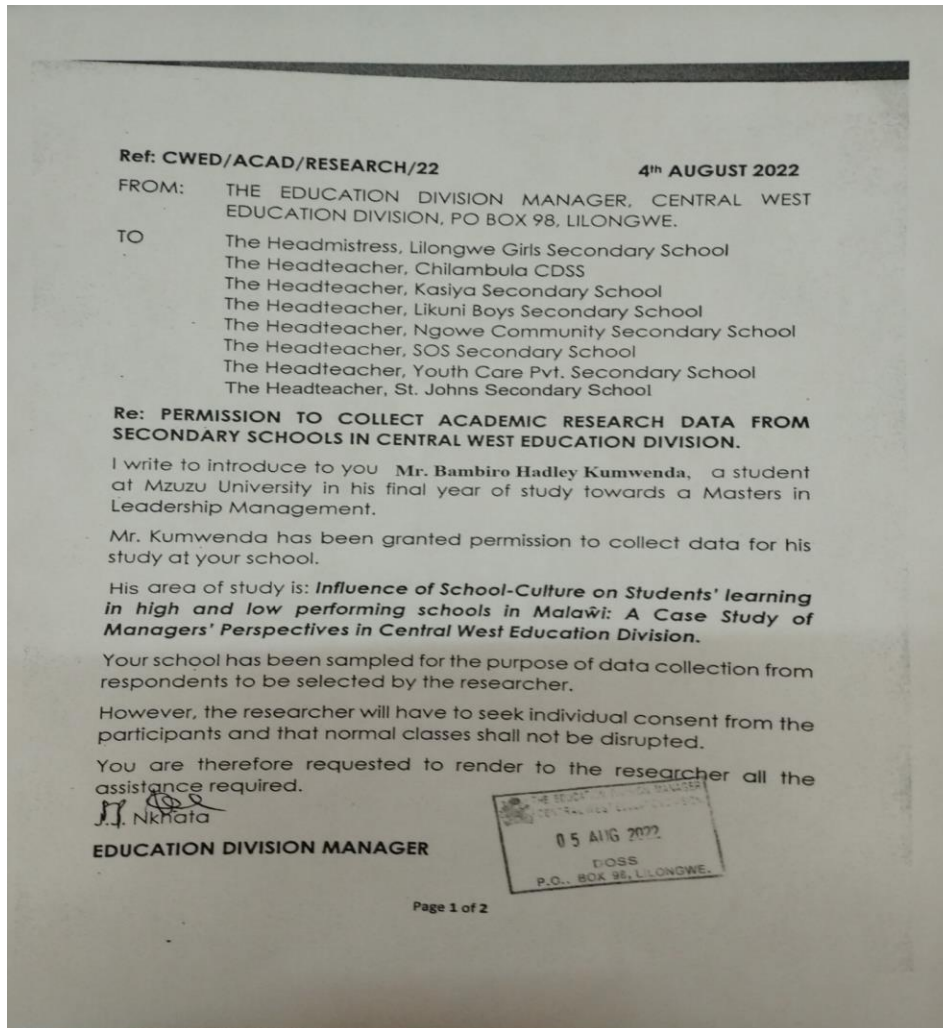 Ref: CWED/ACAD/RESEARCH/22 4th AUGUST 2022
FROM: THE EDUCATION DIVISION MANAGER, CENTRAL WEST
EDUCATION DIVISION, PO BOX 98, LILONGWE.
TO The Headmistress, Lilongwe Girls Secondary School
The Headteacher, Chilambula CDSS
The Headteacher, Kasiya Secondary School
The Headteacher, Likuni Boys Secondary School
The Headteacher, Ngowe Community Secondary School
The Headteacher, SOS Secondary School
The Headteacher, Youth Care Pvt. Secondary School
The Headteacher, St. Johns Secondary School
Re: PERMISSION TO COLLECT ACADEMIC RESEARCH DATA FROM
SECONDARY SCHOOLS IN CENTRAL WEST EDUCATION DIVISION.
I write to introduce to you Mr. Bambiro Hadley Kumwenda, a student
at Mzuzu University in his final year of study towards a Masters in
Leadership Management.
Mr. Kumwenda has been granted permission to collect data for his
study at your school.
His area of study is: Influence of School-Culture on Students' learning
in high and low performing schools in Malaŵi: A Case Study of
Managers' Perspectives in Central West Education Division.
Your school has been sampled for the purpose of data collection from
respondents to be selected by the researcher.
However, the researcher will have to seek individual consent from the
participants and that normal classes shall not be disrupted.
You are therefore requested to render to the researcher all the
assistance required.
J.J. Nkhata
EDUCATION DIVISION MANAGER
THE EDUCATION DIVISION MANAGER
CENTRAL WEST EDUCATION DIVISION
05 AUG 2022
DOSS
P.O.. BOX 98, LILONGWE.
Page 1 of 2